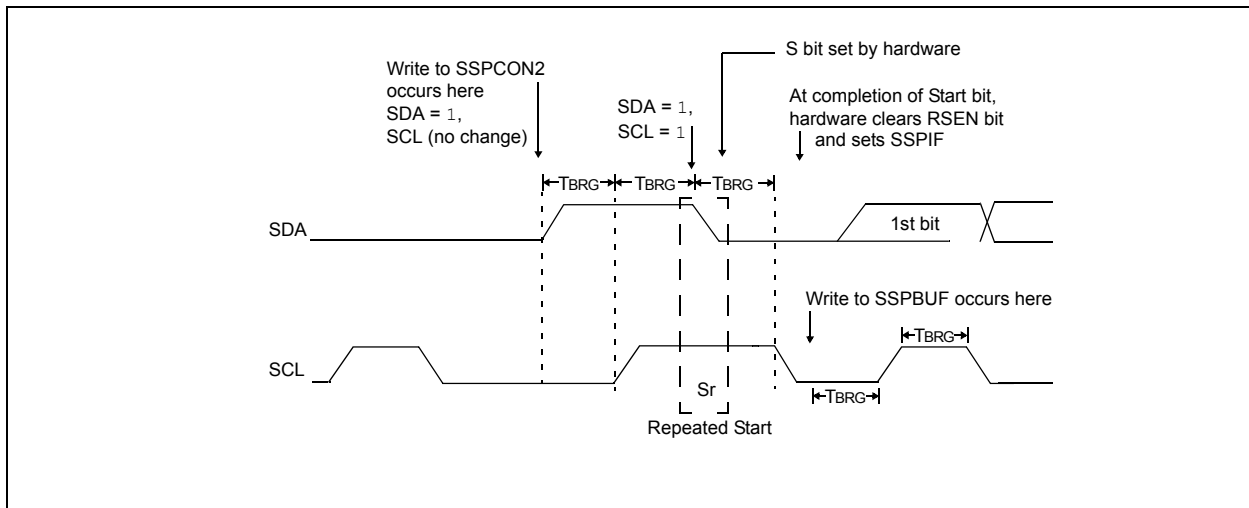 S bit set by hardware
Write to SSPCON2
occurs here
SDA = 1,
SCL (no change)
SDA = 1,
SCL = 1
At completion of Start bit,
hardware clears RSEN bit
and sets SSPIF
TBRG TBRG TBRG
SDA
1st bit
Write to SSPBUF occurs here
TBRG
SCL
Sr
TBRG
Repeated Start